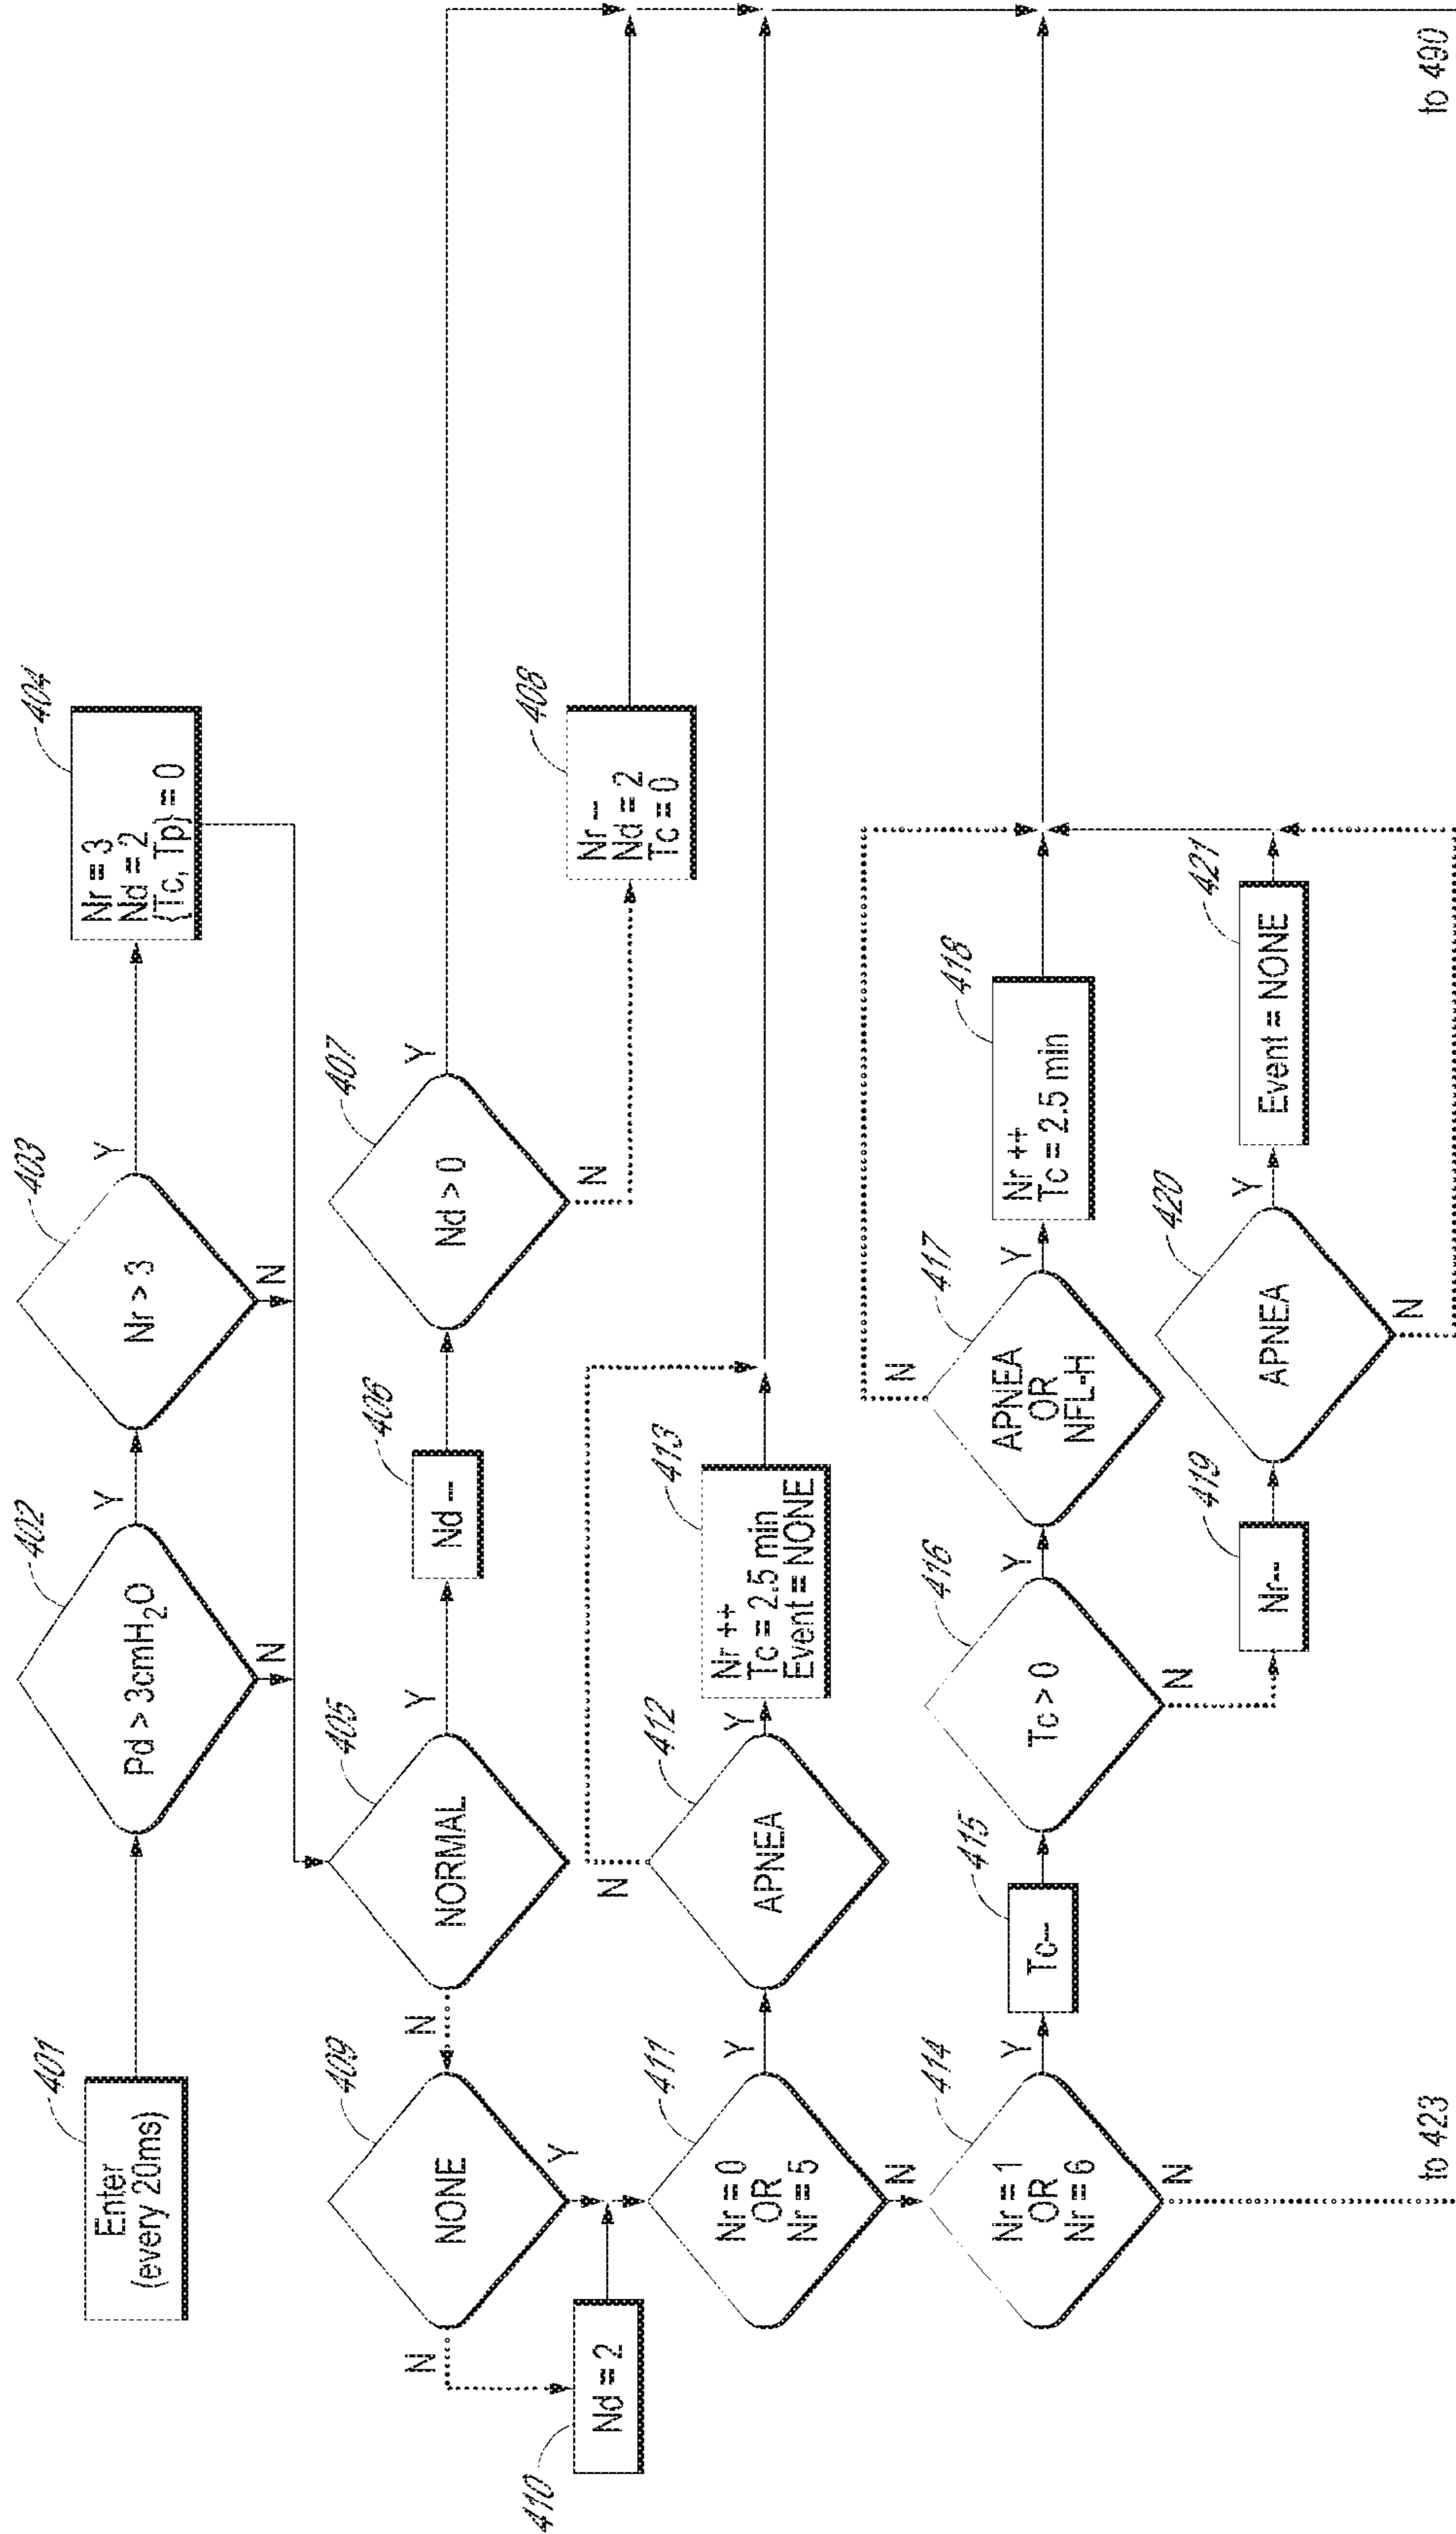 401
Enter
(every 20ms)
402
Pd > 3cmH₂O
Y
N
403
Nr > 3
Y
N
404
Nr = 3
Nd = 2
{Tc, Tp} = 0
405
NORMAL
Y
N
406
Nd --
407
Nd > 0
Y
N
408
Nr --
Nd = 2
Tc = 0
409
NONE
N
Y
410
Nd = 2
411
Nr = 0
OR
Nr = 5
Y
N
412
APNEA
Y
N
413
Nr ++
Tc = 2.5 min
Event = NONE
414
Nr = 1
OR
Nr = 6
Y
N
415
Tc--
416
Tc > 0
Y
N
417
APNEA
OR
NFL-H
N
Y
418
Nr ++
Tc = 2.5 min
419
Nr--
420
APNEA
Y
N
421
Event = NONE
to 423
to 490